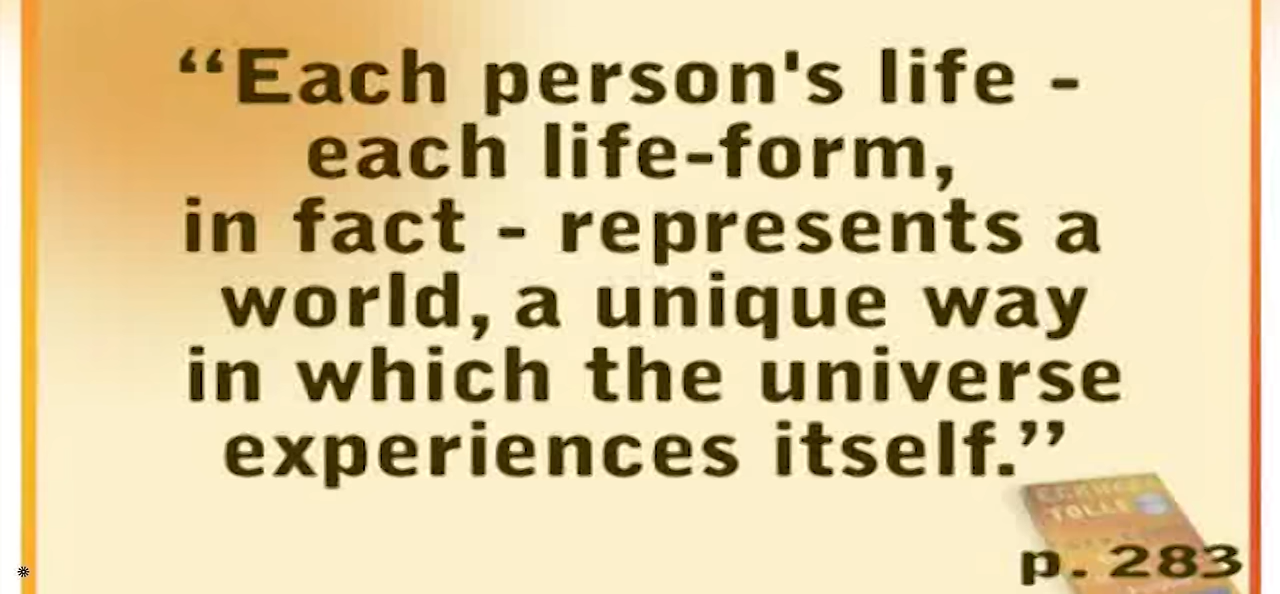 “Each person's life -
each life-form,
in fact - represents a
world, a unique way
in which the universe
experiences itself.”
TOLLE
p. 283